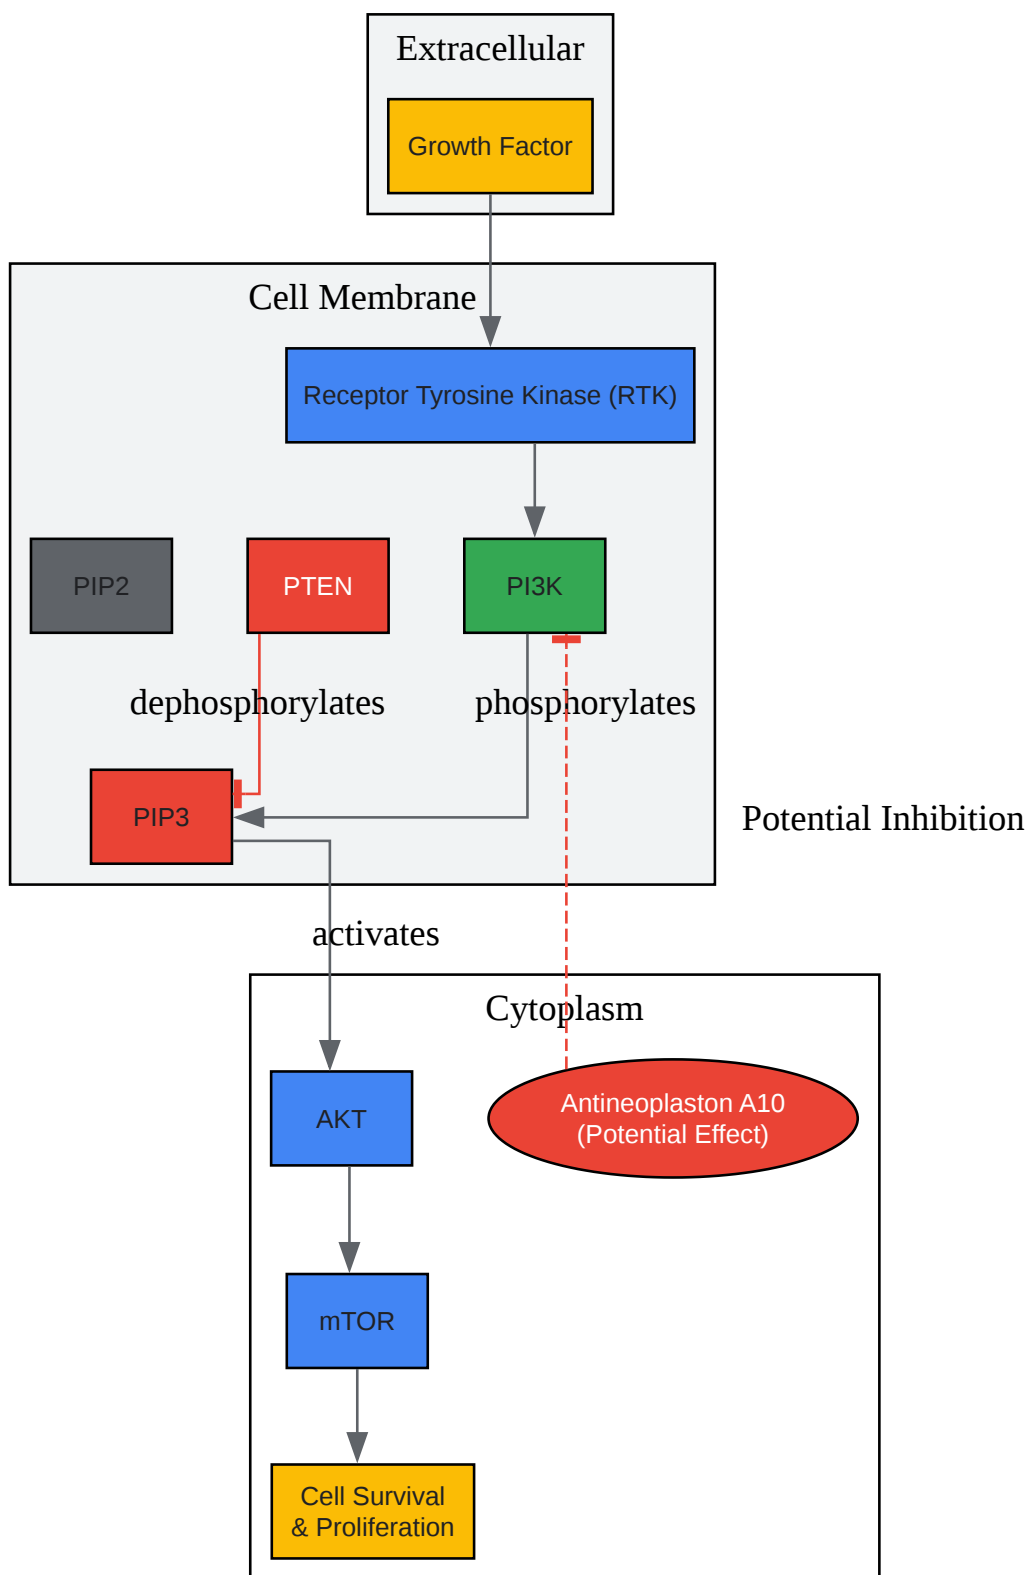 Extracellular
Growth Factor
Cell Membrane
Receptor Tyrosine Kinase (RTK)
PIP2
PTEN
PI3K
dephosphorylates
phosphorylates
PIP3
Potential Inhibition
activates
Cytoplasm
AKT
Antineoplaston A10
(Potential Effect)
mTOR
Cell Survival
& Proliferation